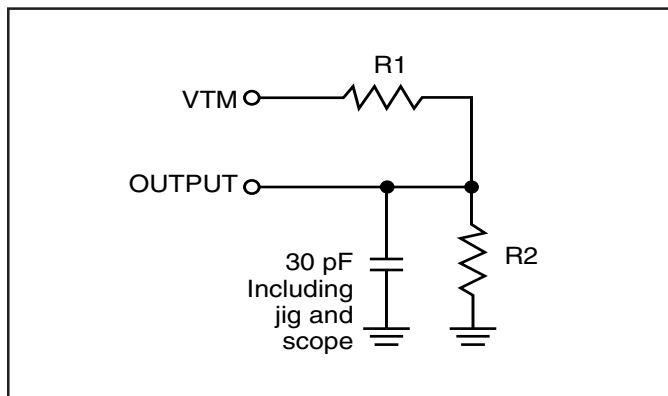 R1
VTM
OUTPUT
R2
30 pF
Including
jig and
scope